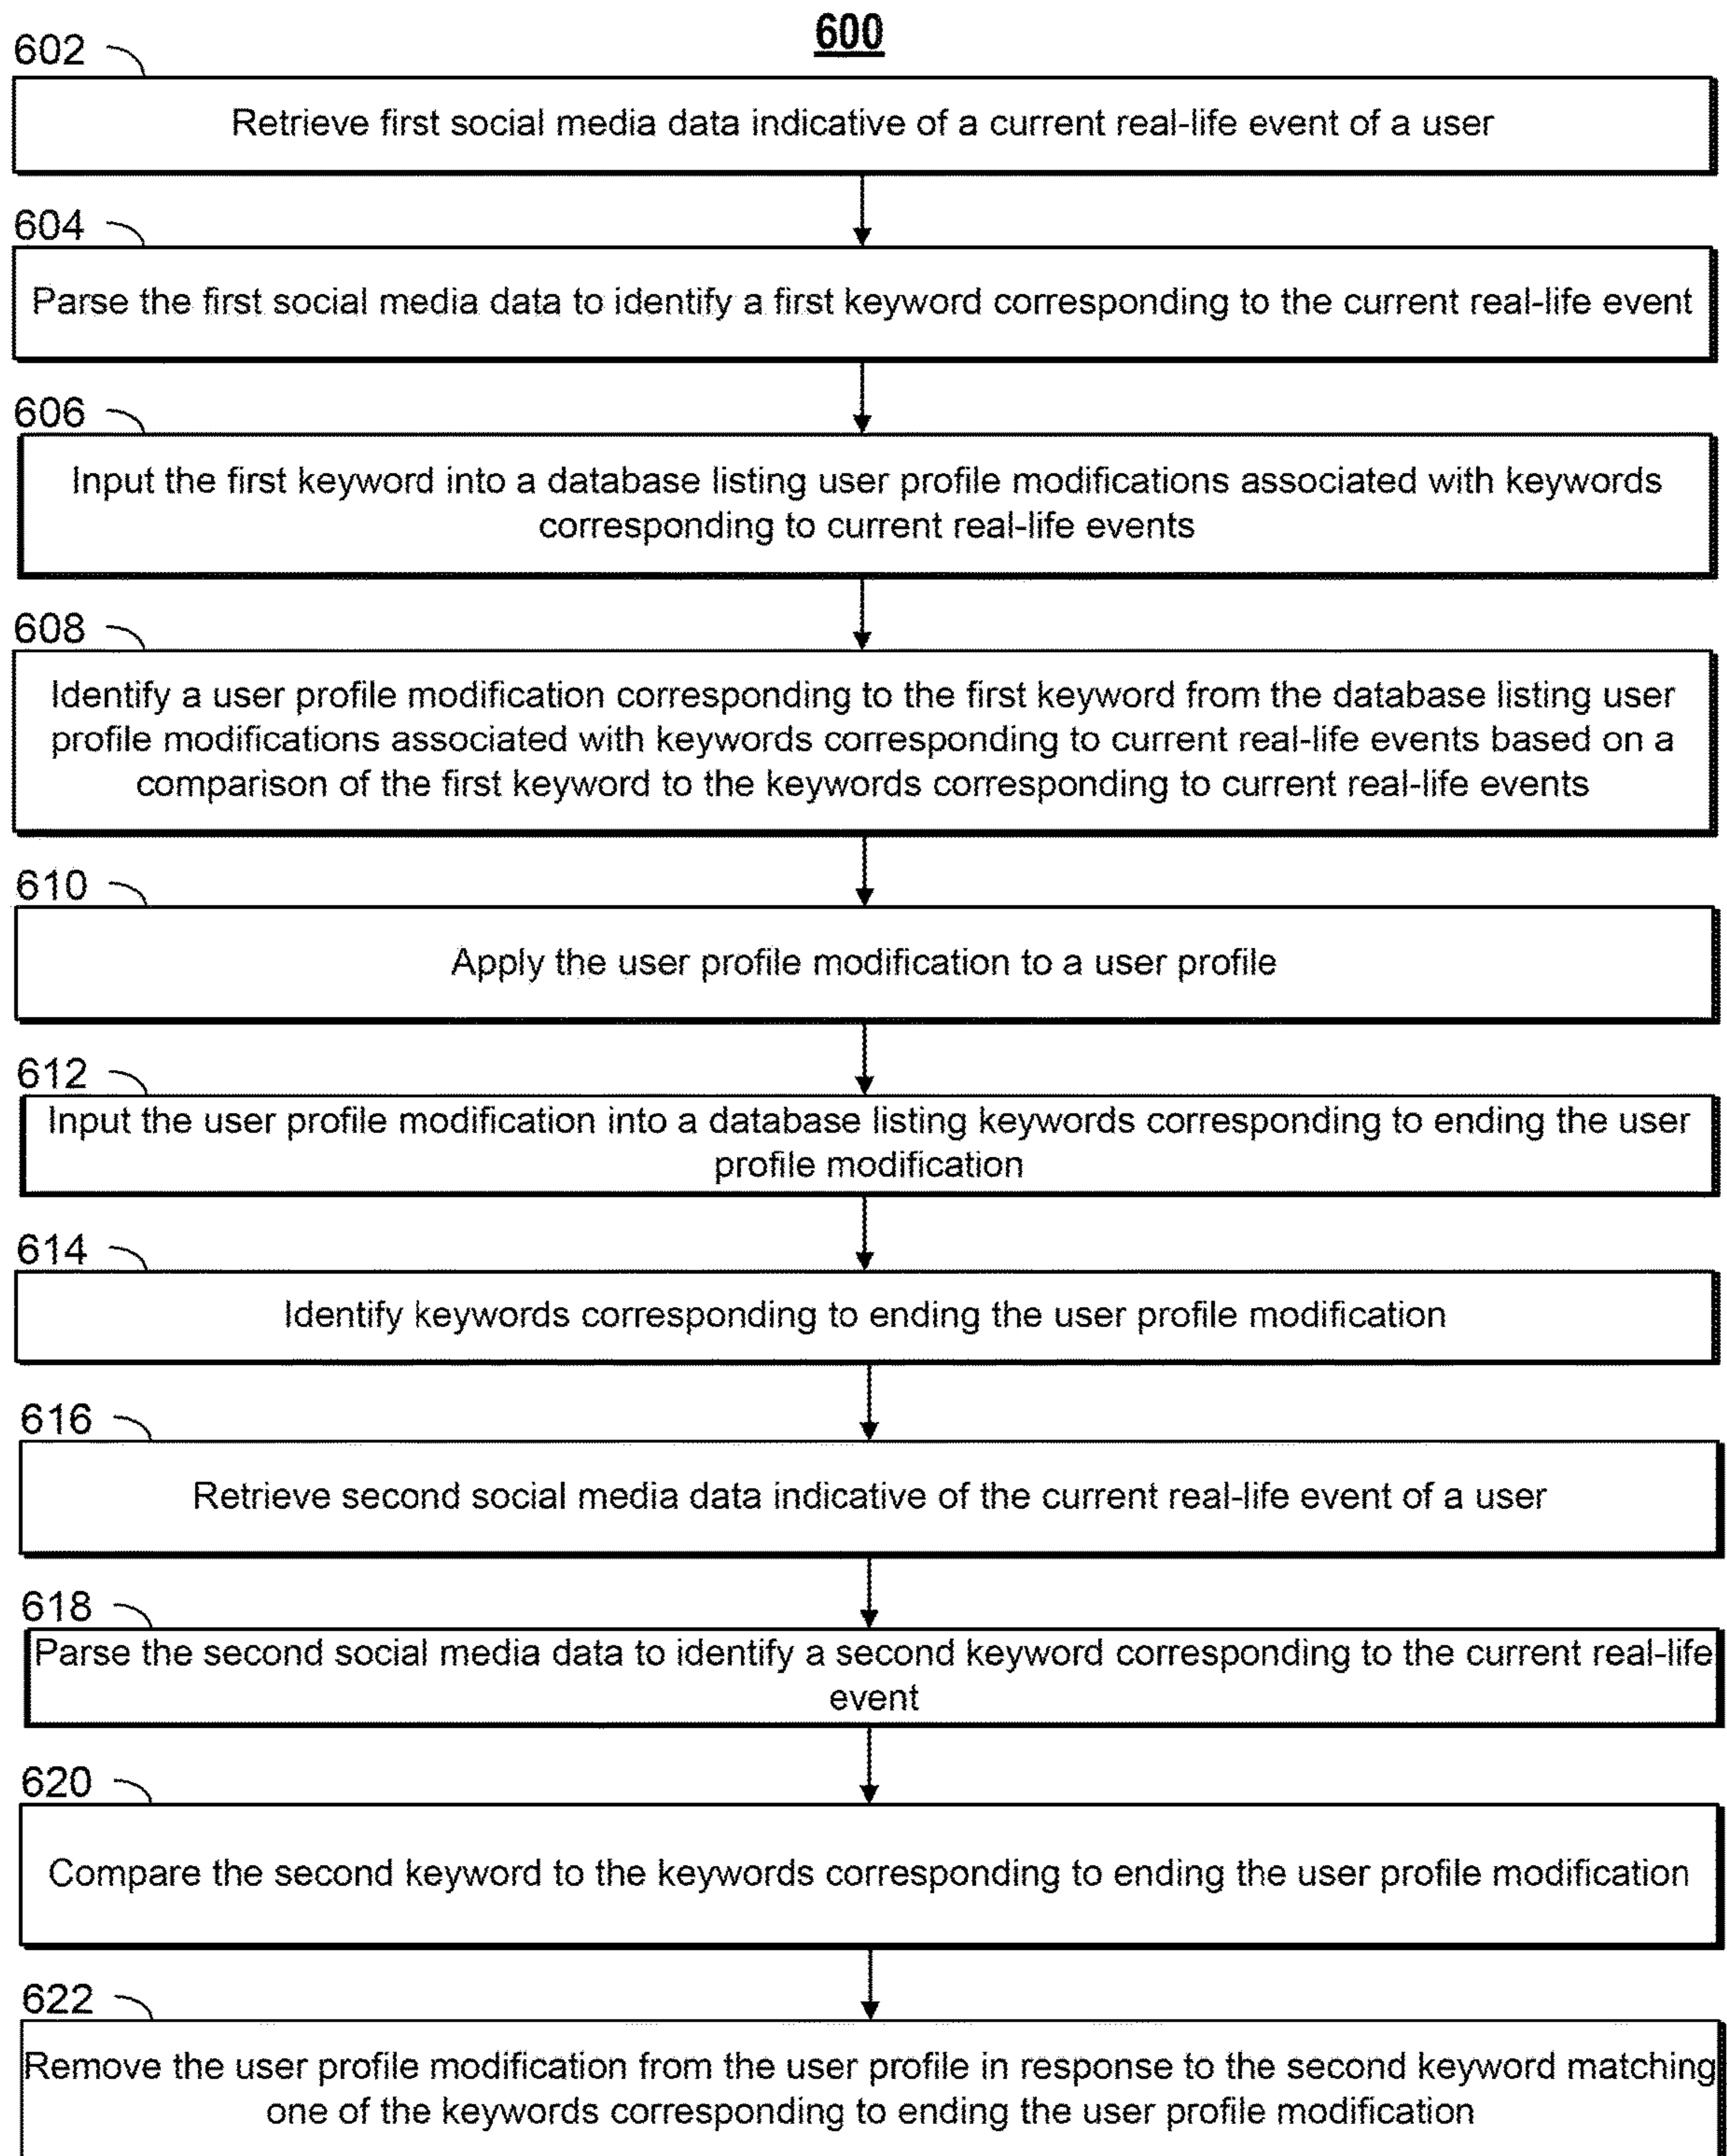 600
602
Retrieve first social media data indicative of a current real-life event of a user
604
Parse the first social media data to identify a first keyword corresponding to the current real-life event
606
Input the first keyword into a database listing user profile modifications associated with keywords
corresponding to current real-life events
608
Identify a user profile modification corresponding to the first keyword from the database listing user
profile modifications associated with keywords corresponding to current real-life events based on a
comparison of the first keyword to the keywords corresponding to current real-life events
610
Apply the user profile modification to a user profile
612
Input the user profile modification into a database listing keywords corresponding to ending the user
profile modification
614
Identify keywords corresponding to ending the user profile modification
616
Retrieve second social media data indicative of the current real-life event of a user
618
Parse the second social media data to identify a second keyword corresponding to the current real-life
event
620
Compare the second keyword to the keywords corresponding to ending the user profile modification
622
Remove the user profile modification from the user profile in response to the second keyword matching
one of the keywords corresponding to ending the user profile modification